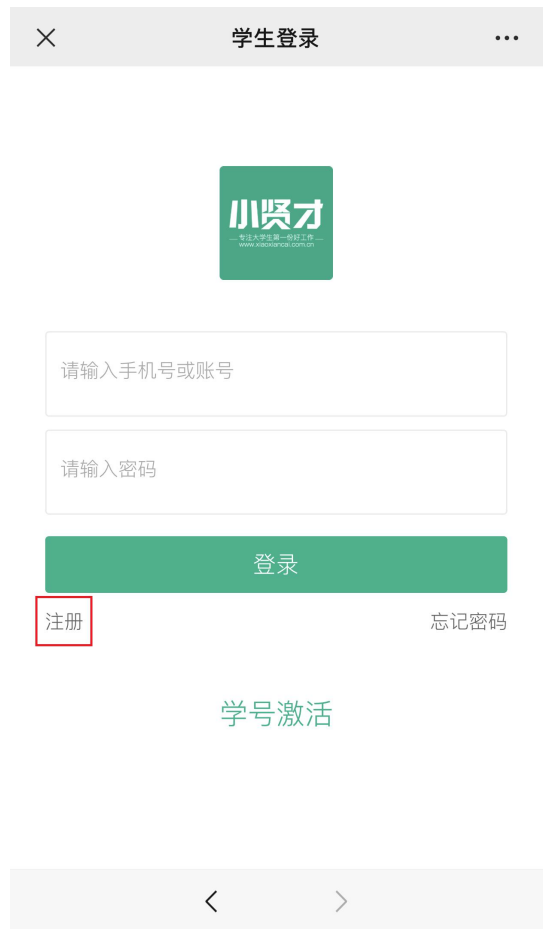 学生登录
小贤才
专注大学生第一份好工作
www.xiaoxiancai.com.cn
请输入手机号或账号
请输入密码
登录
注册 忘记密码
学号激活